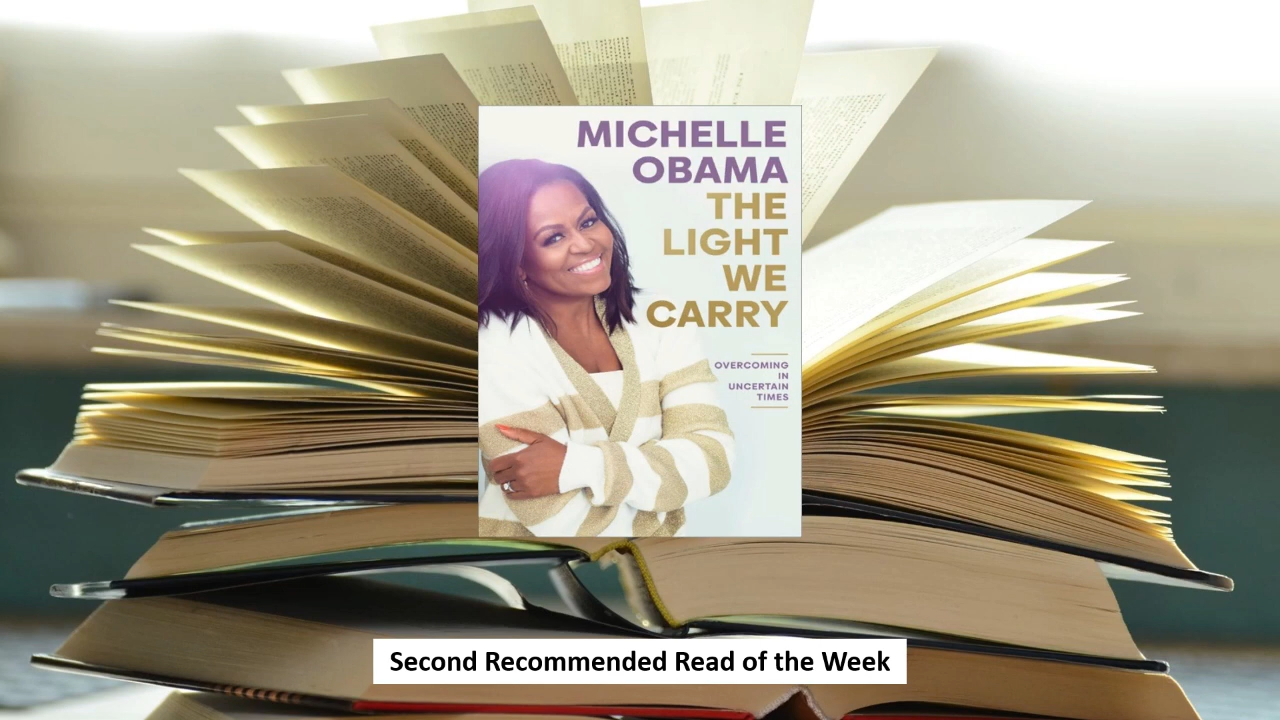 MICHELLE
OBAMA
THE
LIGHT
WE
CARRY
OVERCOMING
IN
UNCERTAIN
TIMES
Second Recommended Read of the Week